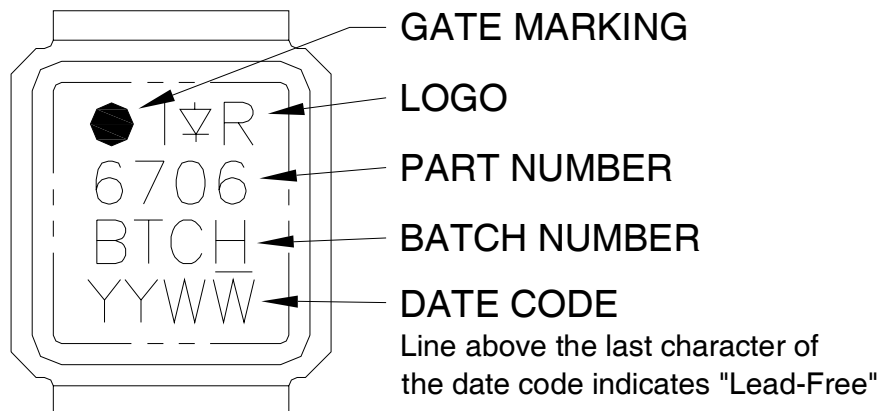 GATE MARKING
I R
LOGO
6706
PART NUMBER
BTCH
BATCH NUMBER
YYWW̅
DATE CODE
Line above the last character of
the date code indicates "Lead-Free"